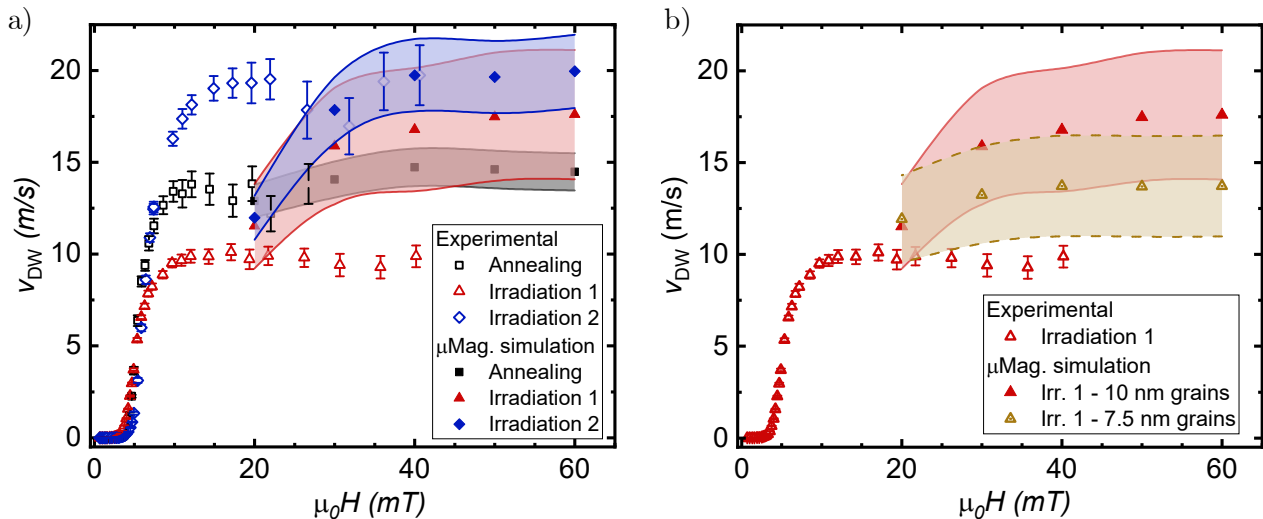 a)
20
15
10
5
0
v_DW (m/s)
Experimental
Annealing
Irradiation 1
Irradiation 2
μMag. simulation
Annealing
Irradiation 1
Irradiation 2
0 20 40 60
μ₀H (mT)
b)
20
15
10
5
0
v_DW (m/s)
Experimental
Irradiation 1
μMag. simulation
Irr. 1 - 10 nm grains
Irr. 1 - 7.5 nm grains
0 20 40 60
μ₀H (mT)